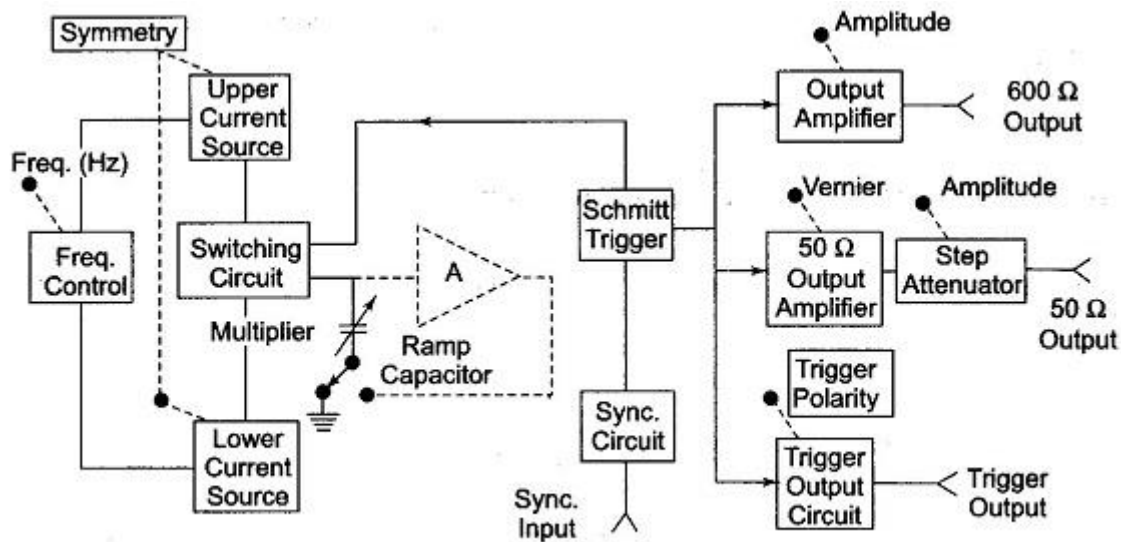 Symmetry
Upper
Current
Source
Freq. (Hz)
Freq.
Control
Switching
Circuit
Multiplier
A
Ramp
Capacitor
Lower
Current
Source
Schmitt
Trigger
Sync.
Circuit
Sync.
Input
Amplitude
Output
Amplifier
600 Ω
Output
Vernier
50 Ω
Output
Amplifier
Amplitude
Step
Attenuator
50 Ω
Output
Trigger
Polarity
Trigger
Output
Circuit
Trigger
Output